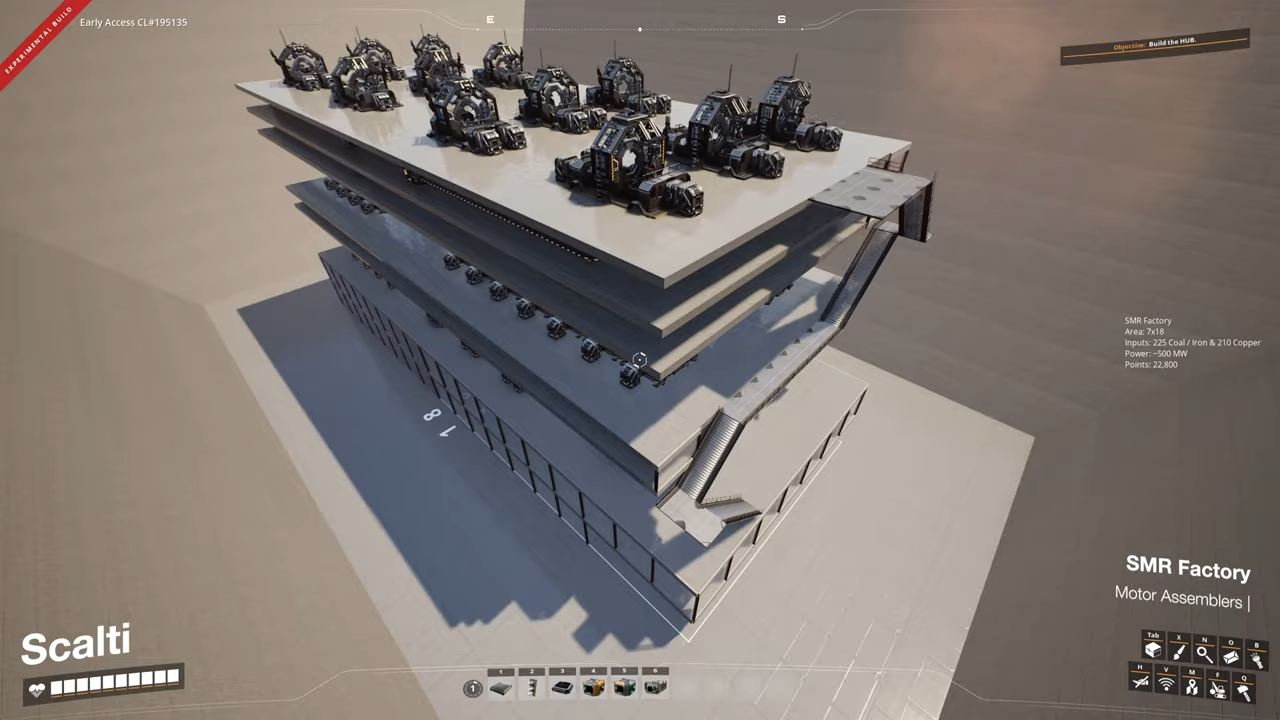 EXPERIMENTAL BUILD
Early Access CL#195135
E
S
Objective: Build the HUB.
SMR Factory
Area: 7x18
Inputs: 225 Coal / Iron & 210 Copper
Power: ~500 MW
Points: 22,800
18
SMR Factory
Motor Assemblers |
Scalti
1 1 2 3 4 5 6
Tab X N O B
H V M F Q